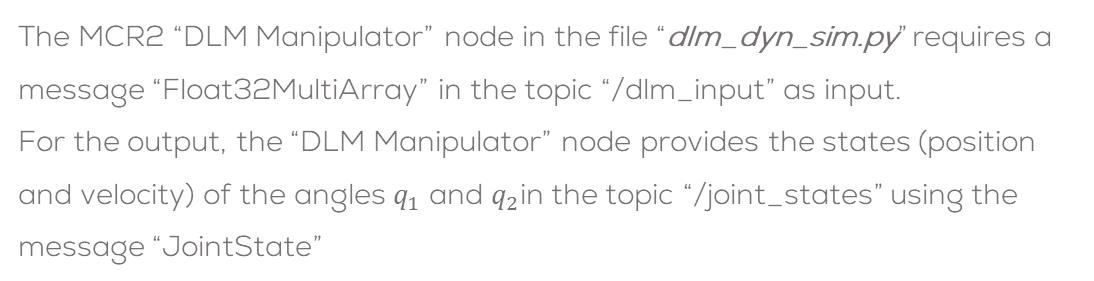 The MCR2 “DLM Manipulator” node in the file “dlm_dyn_sim.py” requires a
message “Float32MultiArray” in the topic “/dlm_input” as input.
For the output, the “DLM Manipulator” node provides the states (position
and velocity) of the angles q₁ and q₂in the topic “/joint_states” using the
message “JointState”